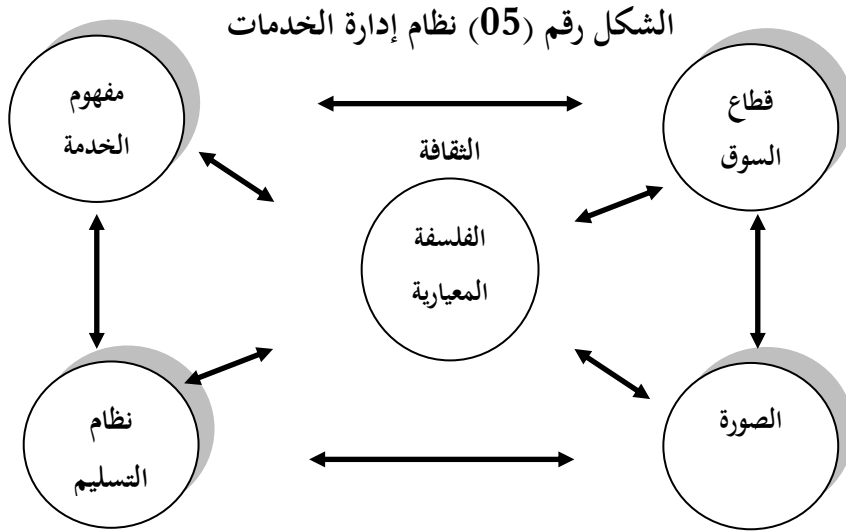 الشكل رقم (05) نظام إدارة الخدمات
قطاع
السوق
مفهوم
الخدمة
الثقافة
الفلسفة
المعيارية
الصورة
نظام
التسليم